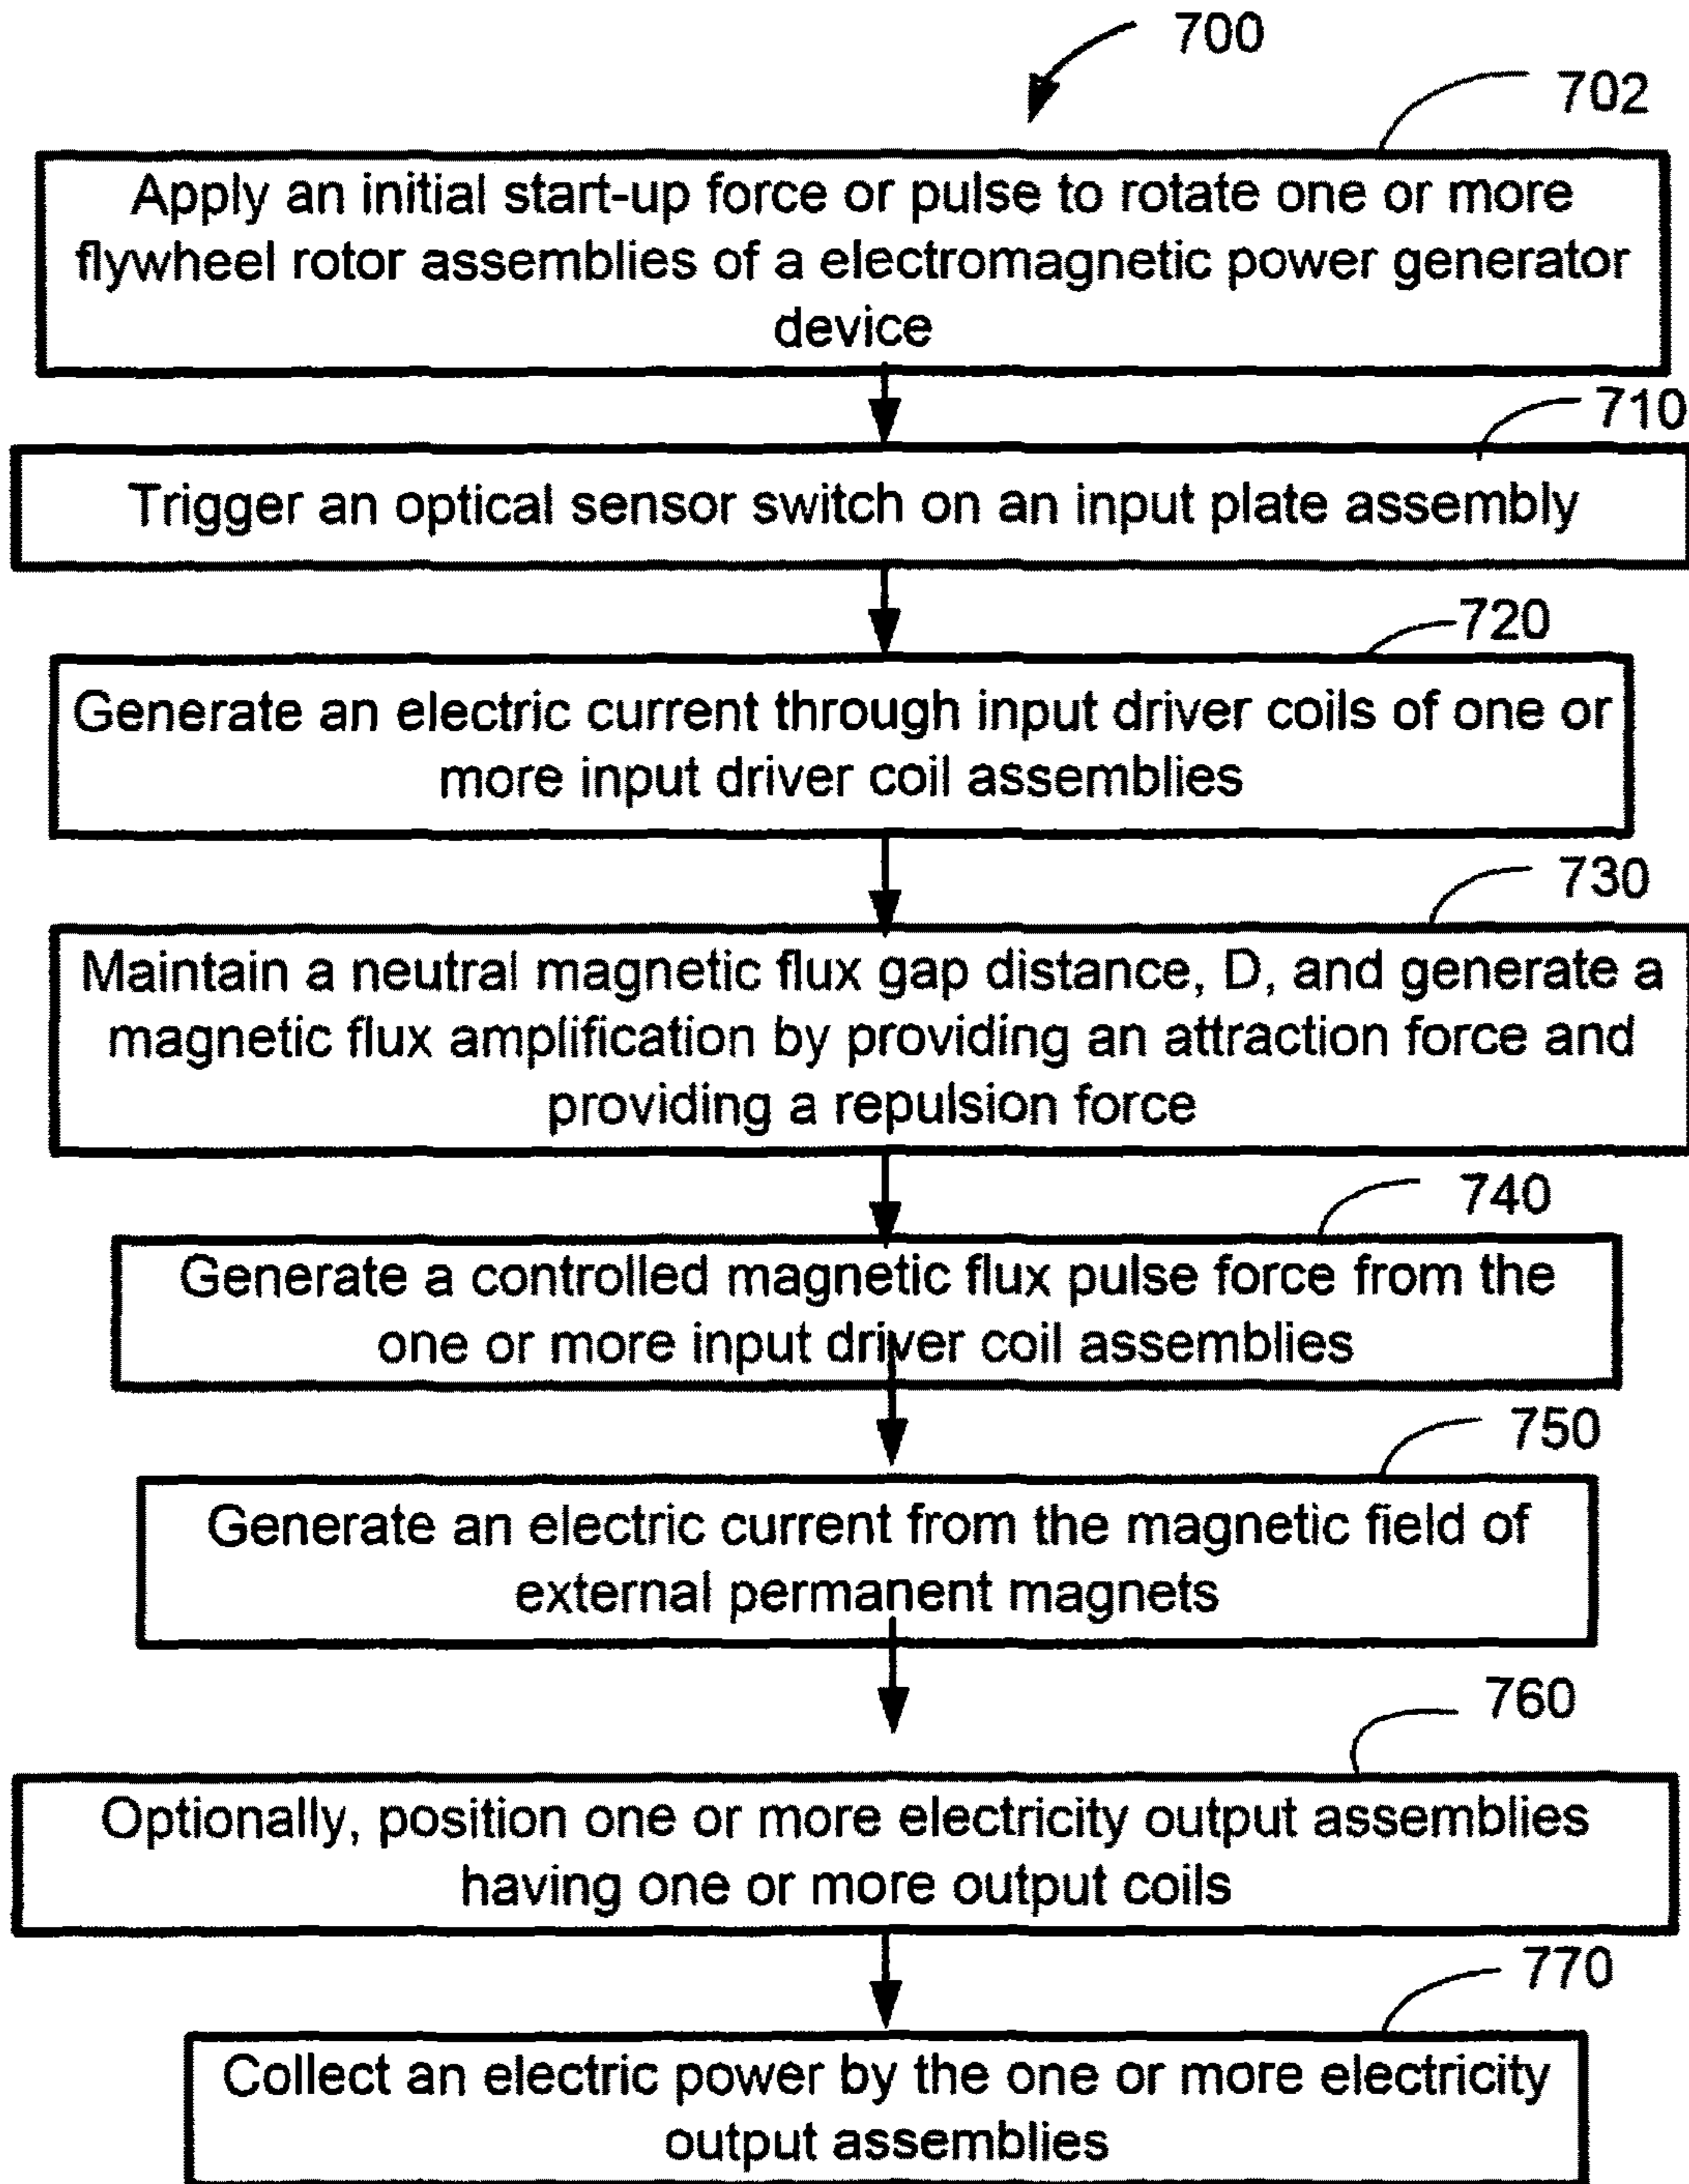 700
702
Apply an initial start-up force or pulse to rotate one or more
flywheel rotor assemblies of a electromagnetic power generator
device
710
Trigger an optical sensor switch on an input plate assembly
720
Generate an electric current through input driver coils of one or
more input driver coil assemblies
730
Maintain a neutral magnetic flux gap distance, D, and generate a
magnetic flux amplification by providing an attraction force and
providing a repulsion force
740
Generate a controlled magnetic flux pulse force from the
one or more input driver coil assemblies
750
Generate an electric current from the magnetic field of
external permanent magnets
760
Optionally, position one or more electricity output assemblies
having one or more output coils
770
Collect an electric power by the one or more electricity
output assemblies